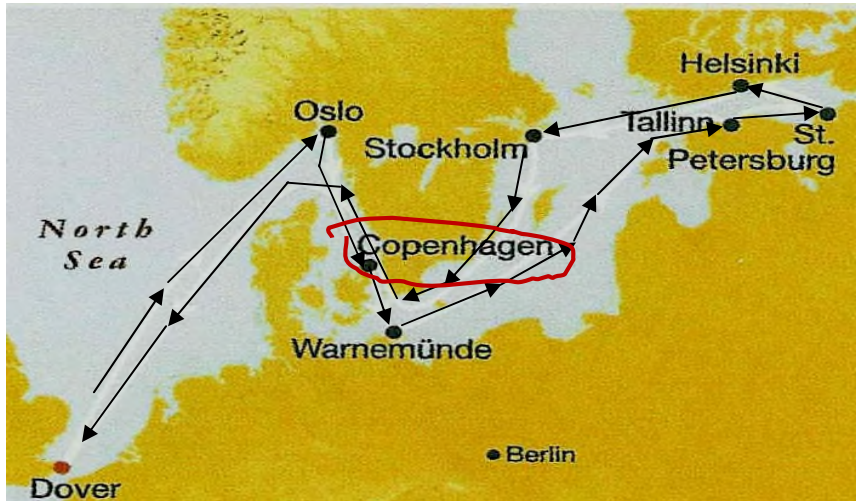 Helsinki
Oslo
Tallinn
St.
Stockholm
Petersburg
North
Sea
Copenhagen
Warnemünde
Berlin
Dover